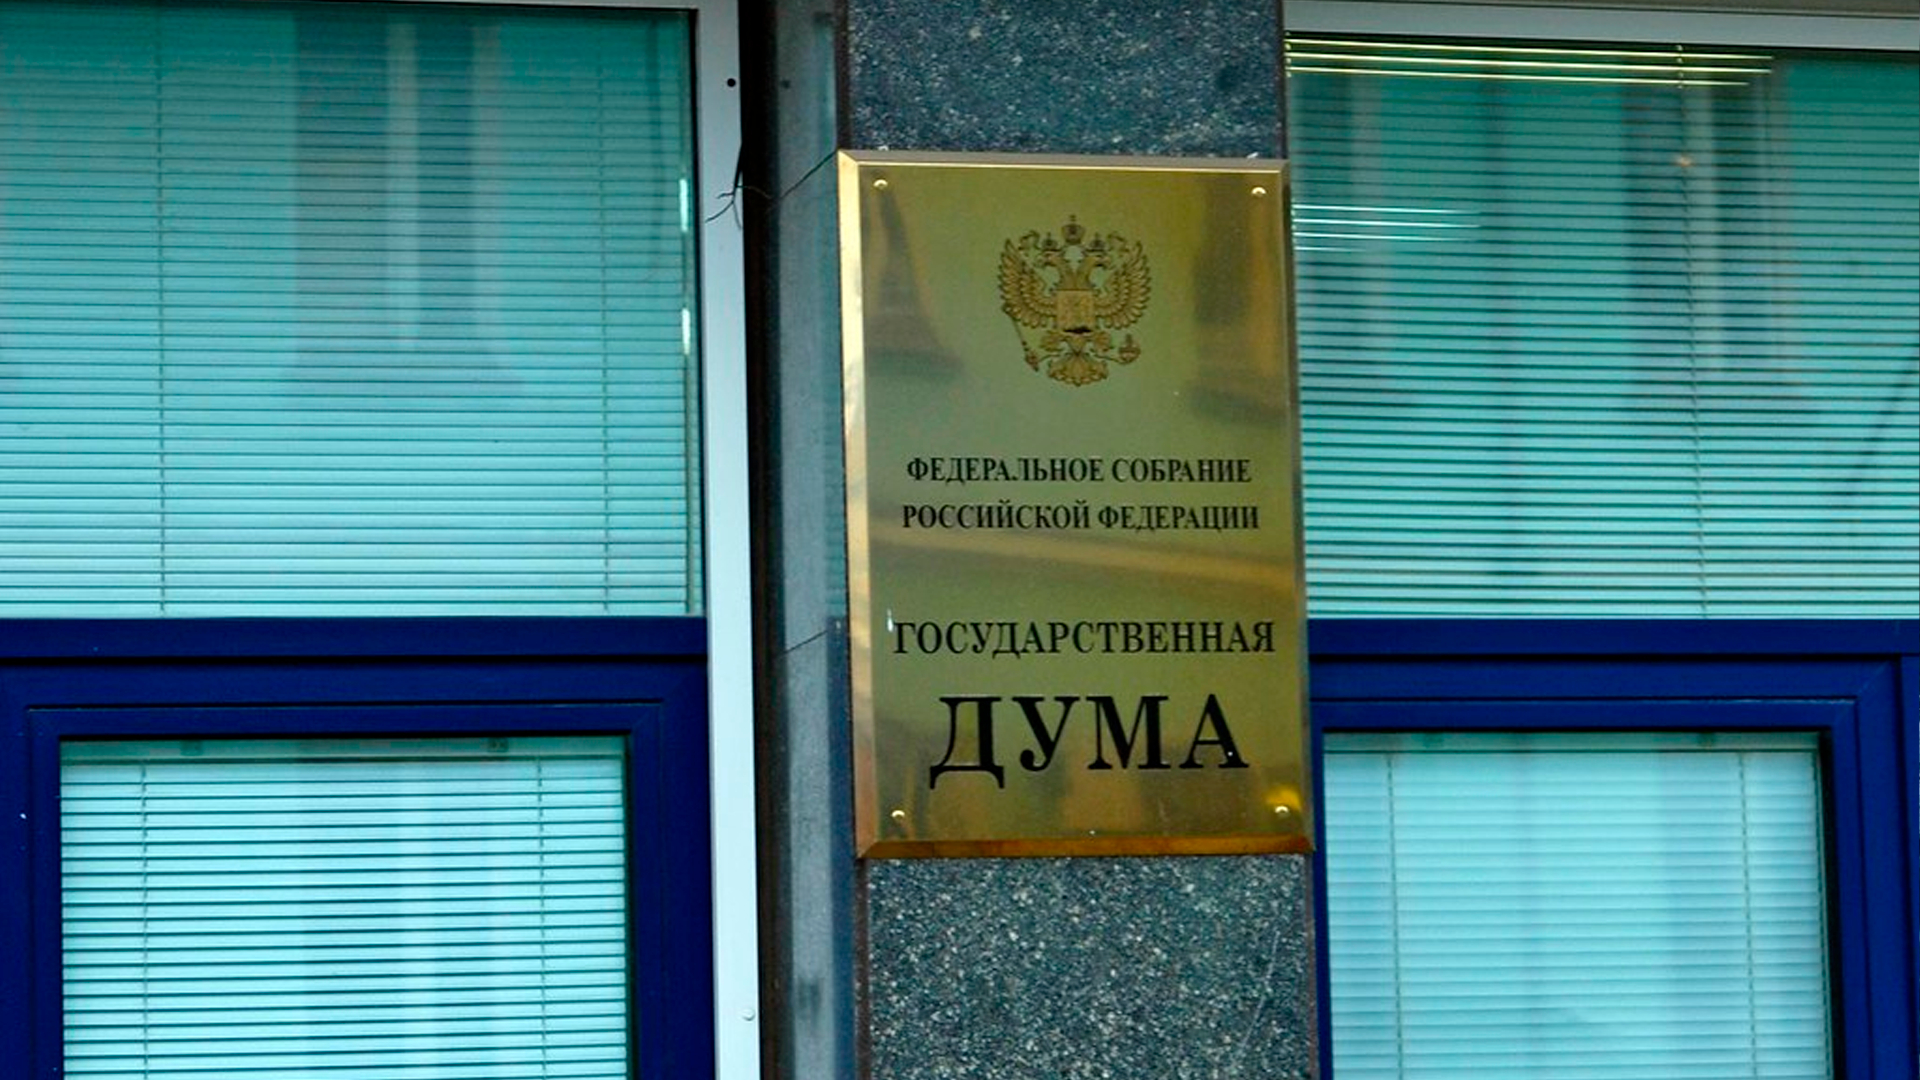 ФЕДЕРАЛЬНОЕ СОБРАНИЕ
РОССИЙСКОЙ ФЕДЕРАЦИИ
ГОСУДАРСТВЕННАЯ
ДУМА